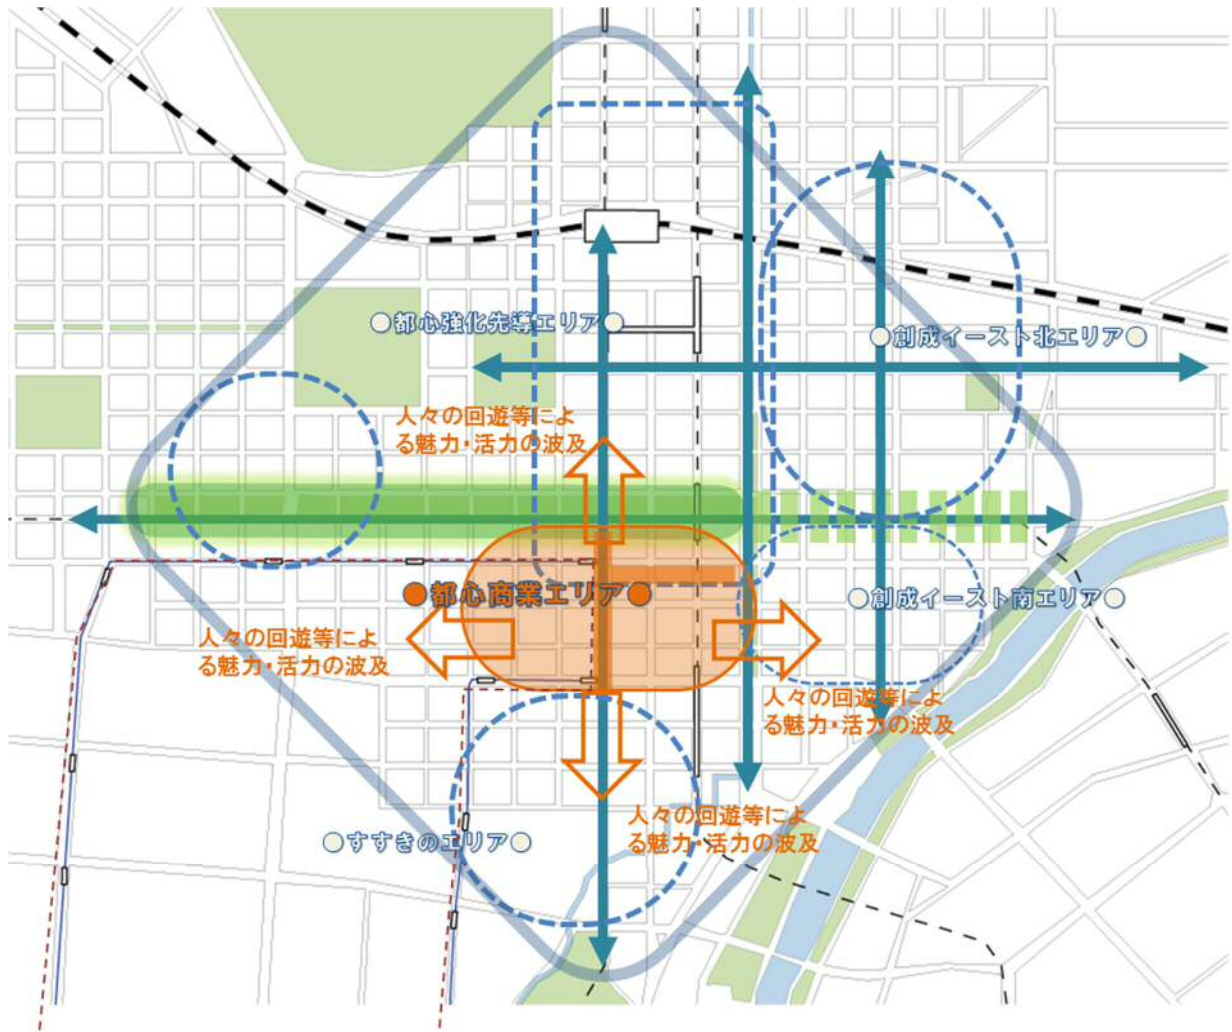 ○都心強化先導エリア○
○創成イースト北エリア○
人々の回遊等によ
る魅力・活力の波及
●都心商業エリア●
○創成イースト南エリア○
人々の回遊等によ
る魅力・活力の波及
人々の回遊等によ
る魅力・活力の波及
人々の回遊等によ
る魅力・活力の波及
○すすきのエリア○